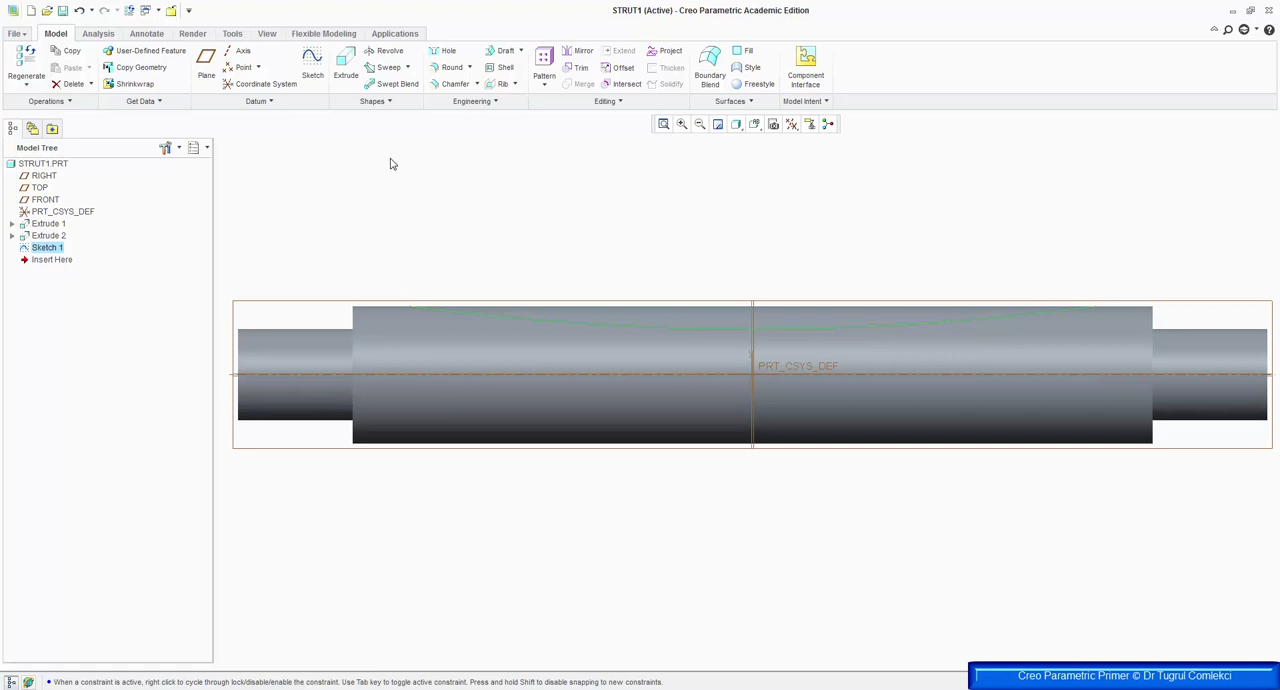 STRUT1 (Active) - Creo Parametric Academic Edition
File Model Analysis Annotate Render Tools View Flexible Modeling Applications
Regenerate
Copy
Paste
Delete
Operations
User-Defined Feature
Copy Geometry
Shrinkwrap
Get Data
Plane
Axis
Point
Coordinate System
Datum
Sketch
Extrude
Revolve
Sweep
Swept Blend
Shapes
Hole
Round
Chamfer
Draft
Shell
Rib
Engineering
Pattern
Mirror
Trim
Merge
Extend
Offset
Intersect
Project
Thicken
Solidify
Editing
Boundary
Blend
Fill
Style
Freestyle
Surfaces
Component
Interface
Model Intent
Model Tree
STRUT1.PRT
RIGHT
TOP
FRONT
PRT_CSYS_DEF
Extrude 1
Extrude 2
Sketch 1
Insert Here
PRT_CSYS_DEF
When a constraint is active, right click to cycle through lock/disable/enable the constraint. Use Tab key to toggle active constraint. Press and hold Shift to disable snapping to new constraints.
Creo Parametric Primer © Dr Tugrul Comlekci